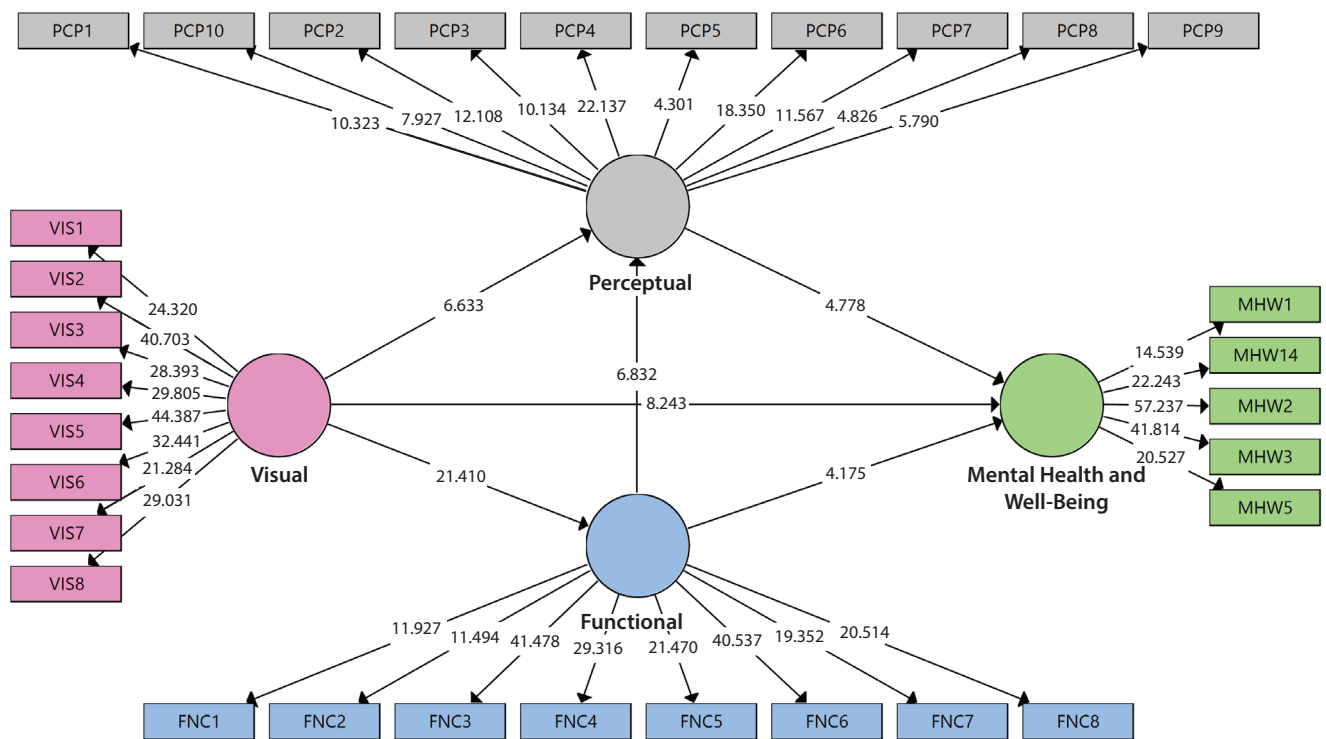 PCP1
PCP10
PCP2
PCP3
PCP4
PCP5
PCP6
PCP7
PCP8
PCP9
10.323
7.927
12.108
10.134
22.137
4.301
18.350
11.567
4.826
5.790
Perceptual
VIS1
VIS2
VIS3
VIS4
VIS5
VIS6
VIS7
VIS8
24.320
40.703
28.393
29.805
44.387
32.441
21.284
29.031
Visual
6.633
6.832
4.778
8.243
21.410
4.175
Mental Health and
Well-Being
14.539
22.243
57.237
41.814
20.527
MHW1
MHW14
MHW2
MHW3
MHW5
Functional
11.927
11.494
41.478
29.316
21.470
40.537
19.352
20.514
FNC1
FNC2
FNC3
FNC4
FNC5
FNC6
FNC7
FNC8